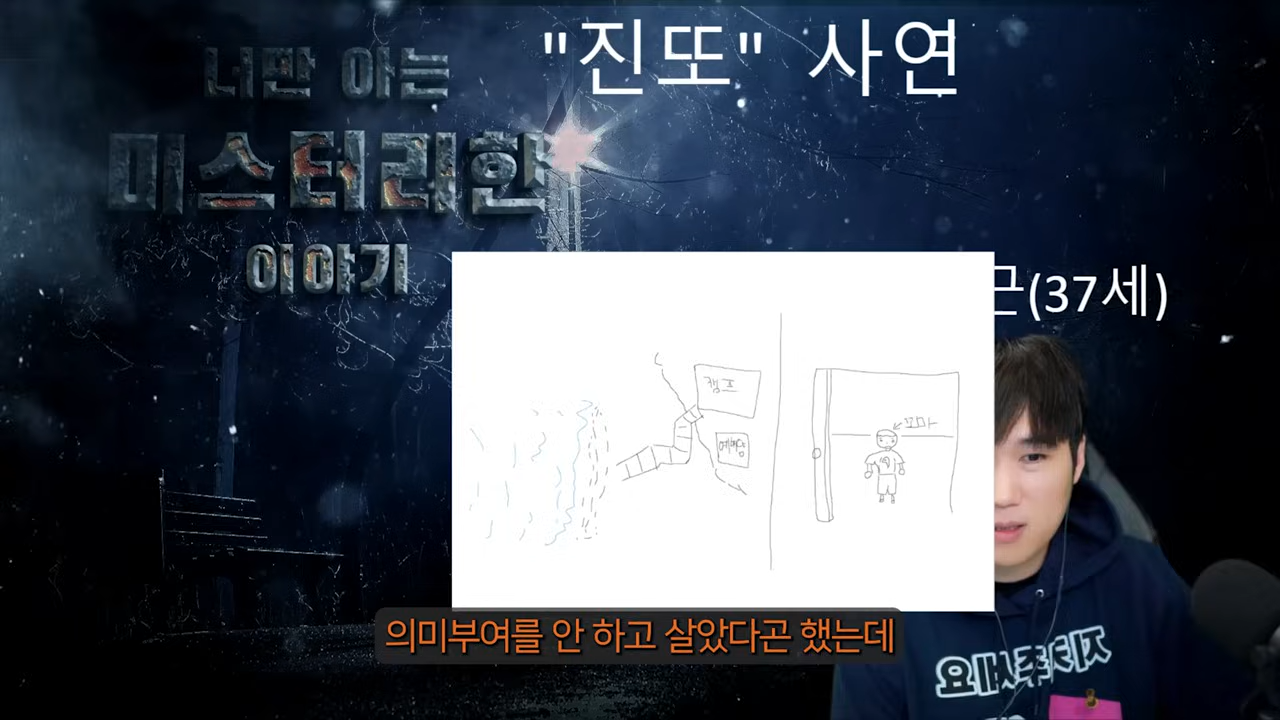 "진또" 사연
너만 아는
미스터리한
이야기
근(37세)
캠프
예배당
꼬마
의미부여를 안 하고 살았다곤 했는데